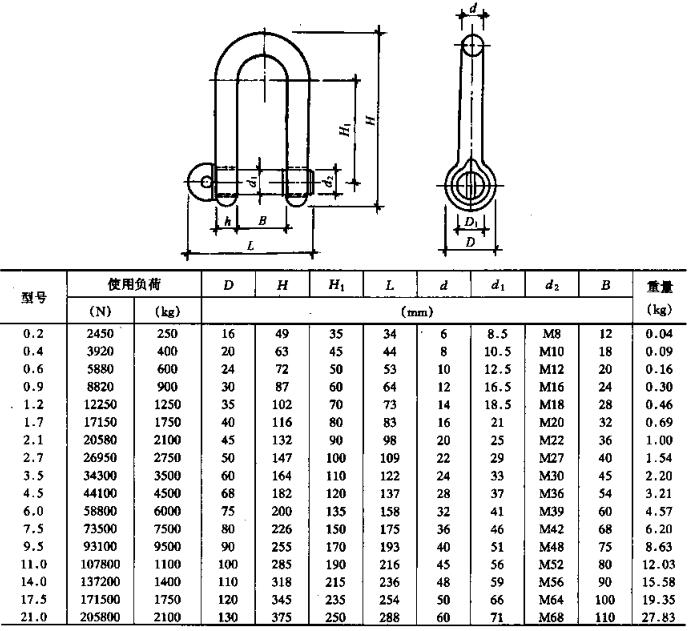 d
H₁
H
d₁
d₂
h
B
L
D₁
D
型号 使用负荷 D H H₁ L d d₁ d₂ B 重量
(N) (kg) (mm) (kg)
0.2 2450 250 16 49 35 34 6 8.5 M8 12 0.04
0.4 3920 400 20 63 45 44 8 10.5 M10 18 0.09
0.6 5880 600 24 72 50 53 10 12.5 M12 20 0.16
0.9 8820 900 30 87 60 64 12 16.5 M16 24 0.30
1.2 12250 1250 35 102 70 73 14 18.5 M18 28 0.46
1.7 17150 1750 40 116 80 83 16 21 M20 32 0.69
2.1 20580 2100 45 132 90 98 20 25 M22 36 1.00
2.7 26950 2750 50 147 100 109 22 29 M27 40 1.54
3.5 34300 3500 60 164 110 122 24 33 M30 45 2.20
4.5 44100 4500 68 182 120 137 28 37 M36 54 3.21
6.0 58800 6000 75 200 135 158 32 41 M39 60 4.57
7.5 73500 7500 80 226 150 175 36 46 M42 68 6.20
9.5 93100 9500 90 255 170 193 40 51 M48 75 8.63
11.0 107800 1100 100 285 190 216 45 56 M52 80 12.03
14.0 137200 1400 110 318 215 236 48 59 M56 90 15.58
17.5 171500 1750 120 345 235 254 50 66 M64 100 19.35
21.0 205800 2100 130 375 250 288 60 71 M68 110 27.83